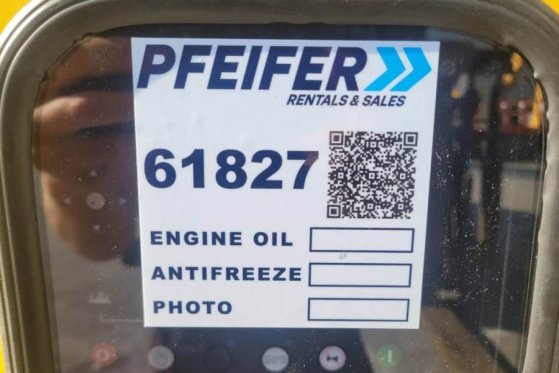 PFEIFER
RENTALS & SALES
61827
ENGINE OIL
ANTIFREEZE
PHOTO